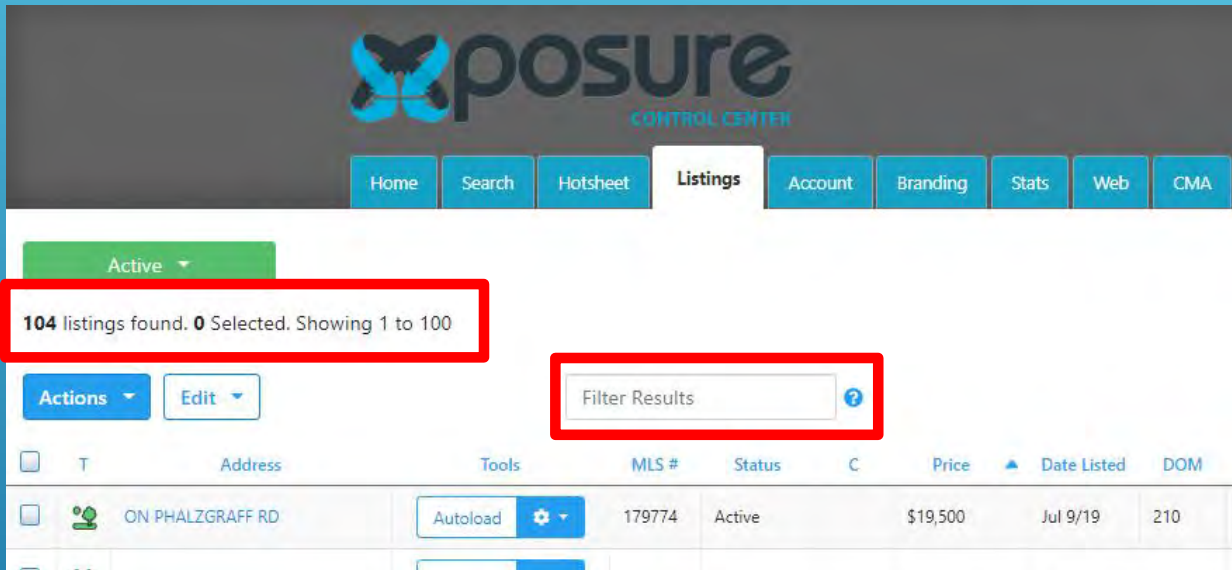 Xposure
CONTROL CENTER
Home Search Hotsheet Listings Account Branding Stats Web CMA
Active
104 listings found. 0 Selected. Showing 1 to 100
Actions Edit Filter Results ?
T Address Tools MLS # Status C Price Date Listed DOM
ON PHALZGRAFF RD Autoload 179774 Active $19,500 Jul 9/19 210